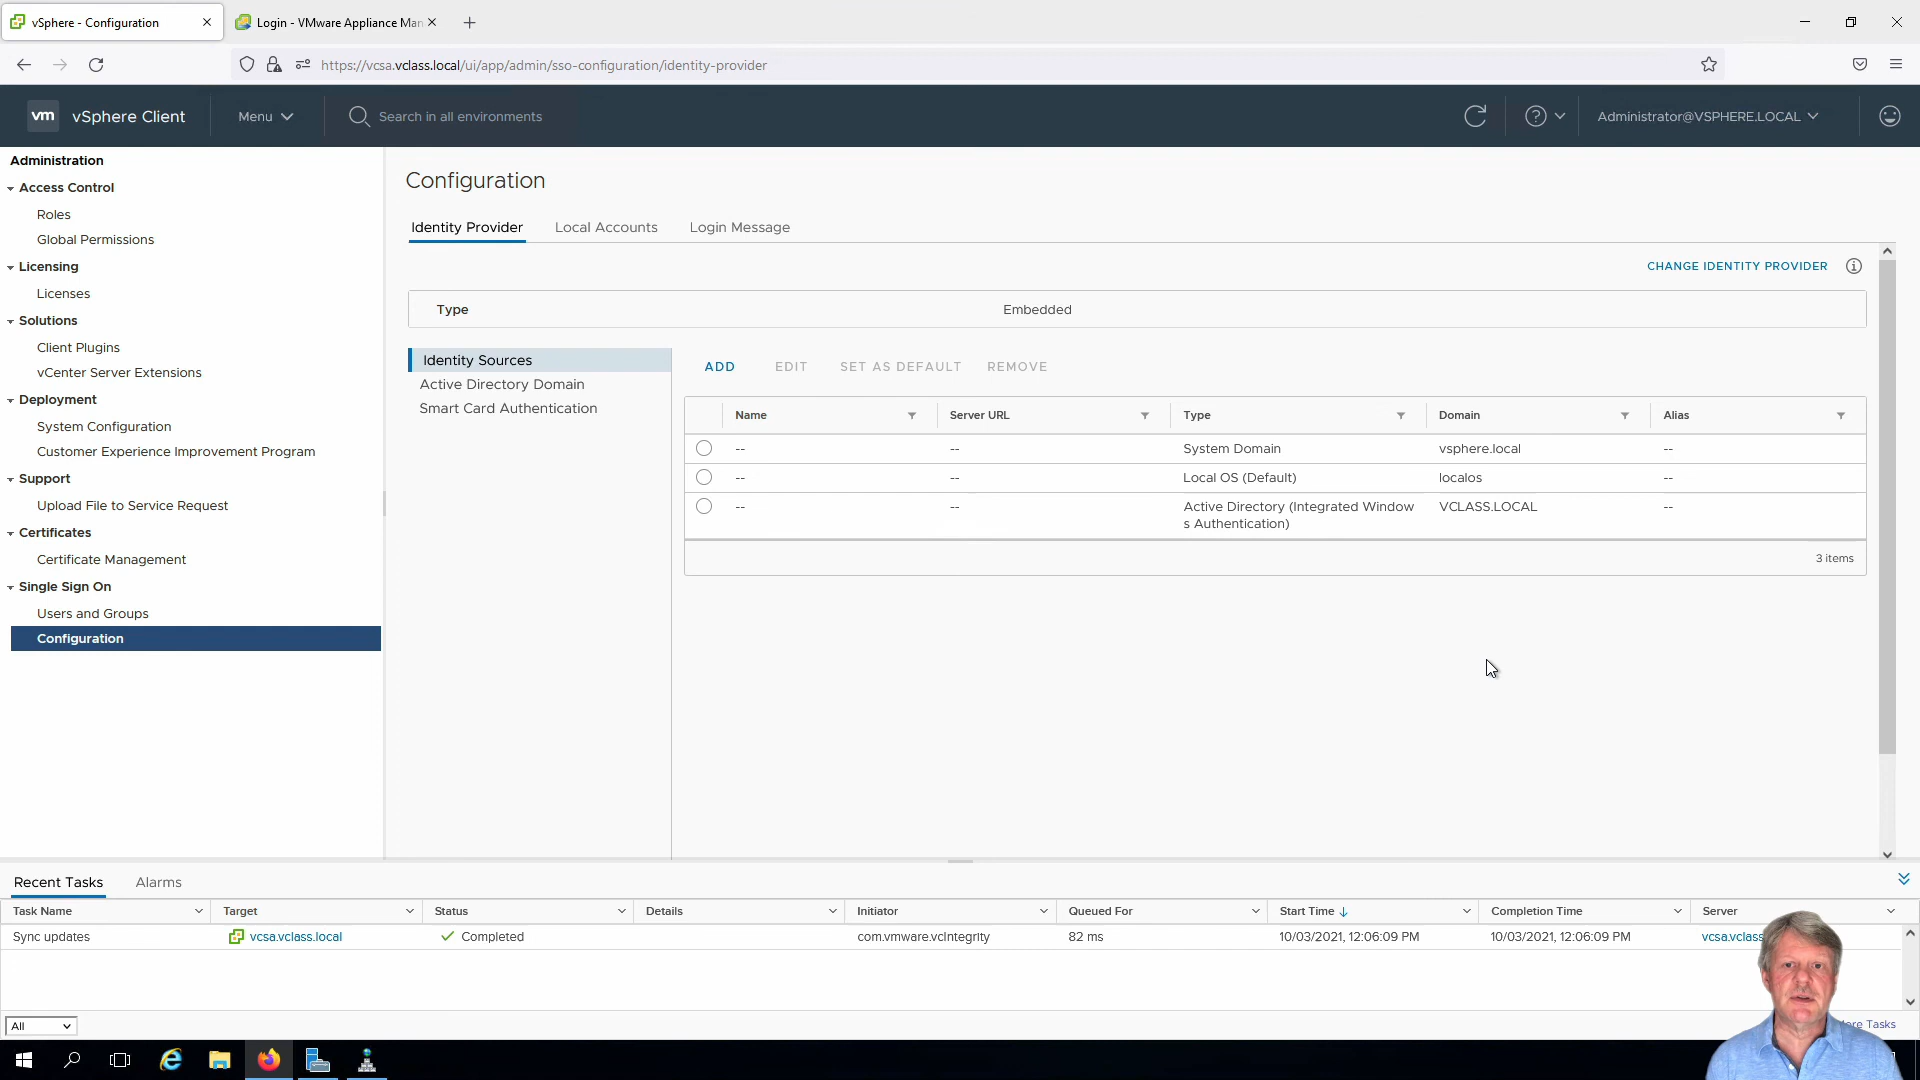 vSphere - Configuration
Login - VMware Appliance Man
https://vcsa.vclass.local/ui/app/admin/sso-configuration/identity-provider
vm vSphere Client
Menu
Search in all environments
Administrator@VSPHERE.LOCAL
Administration
Access Control
Roles
Global Permissions
Licensing
Licenses
Solutions
Client Plugins
vCenter Server Extensions
Deployment
System Configuration
Customer Experience Improvement Program
Support
Upload File to Service Request
Certificates
Certificate Management
Single Sign On
Users and Groups
Configuration
Configuration
Identity Provider Local Accounts Login Message
CHANGE IDENTITY PROVIDER
Type Embedded
Identity Sources
Active Directory Domain
Smart Card Authentication
ADD EDIT SET AS DEFAULT REMOVE
Name Server URL Type Domain Alias
-- -- System Domain vsphere.local --
-- -- Local OS (Default) localos --
-- -- Active Directory (Integrated Window VCLASS.LOCAL --
s Authentication)
3 items
Recent Tasks Alarms
Task Name Target Status Details Initiator Queued For Start Time Completion Time Server
Sync updates vcsa.vclass.local Completed com.vmware.vcIntegrity 82 ms 10/03/2021, 12:06:09 PM 10/03/2021, 12:06:09 PM vcsa.vclass
All
Tasks